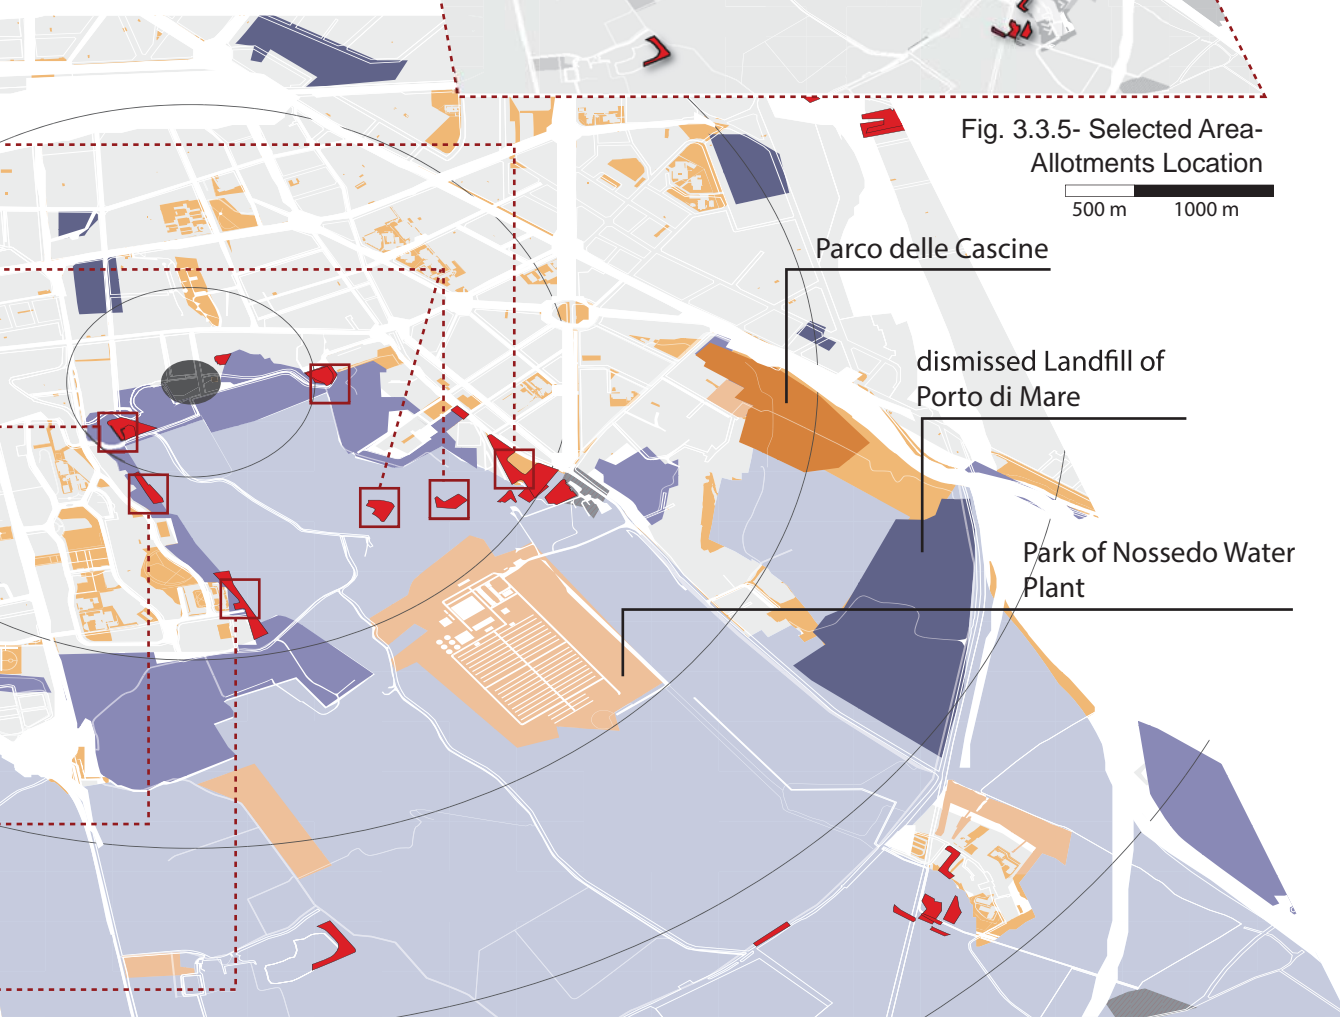 Fig. 3.3.5- Selected Area-
Allotments Location
500 m 1000 m
Parco delle Cascine
dismissed Landfill of
Porto di Mare
Park of Nossedo Water
Plant